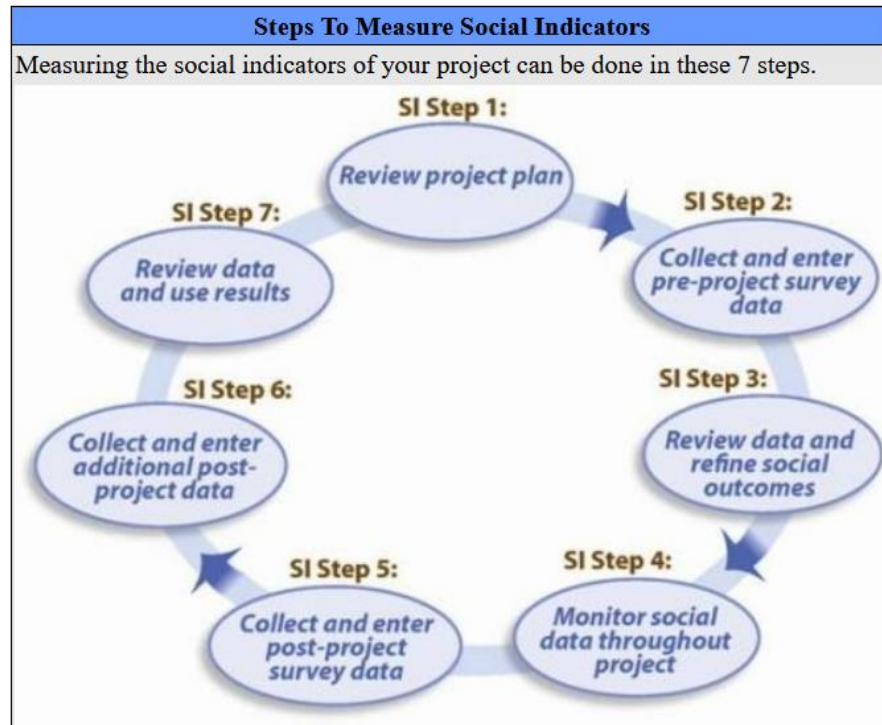 Steps To Measure Social Indicators
Measuring the social indicators of your project can be done in these 7 steps.
SI Step 1:
Review project plan
SI Step 2:
Collect and enter
pre-project survey
data
SI Step 3:
Review data and
refine social
outcomes
SI Step 4:
Monitor social
data throughout
project
SI Step 5:
Collect and enter
post-project
survey data
SI Step 6:
Collect and enter
additional post-
project data
SI Step 7:
Review data
and use results